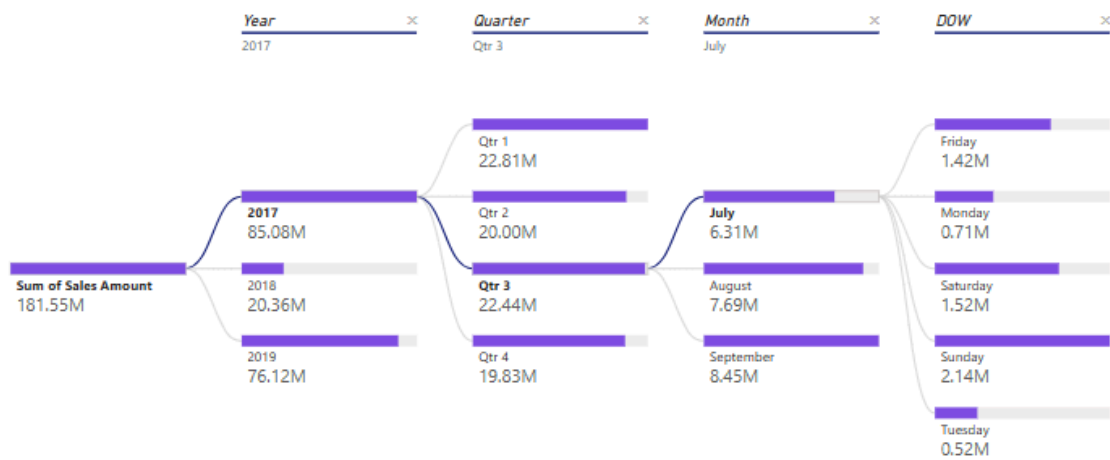 Year ×
2017
Quarter ×
Qtr 3
Month ×
July
DOW ×
Sum of Sales Amount
181.55M
2017
85.08M
2018
20.36M
2019
76.12M
Qtr 1
22.81M
Qtr 2
20.00M
Qtr 3
22.44M
Qtr 4
19.83M
July
6.31M
August
7.69M
September
8.45M
Friday
1.42M
Monday
0.71M
Saturday
1.52M
Sunday
2.14M
Tuesday
0.52M